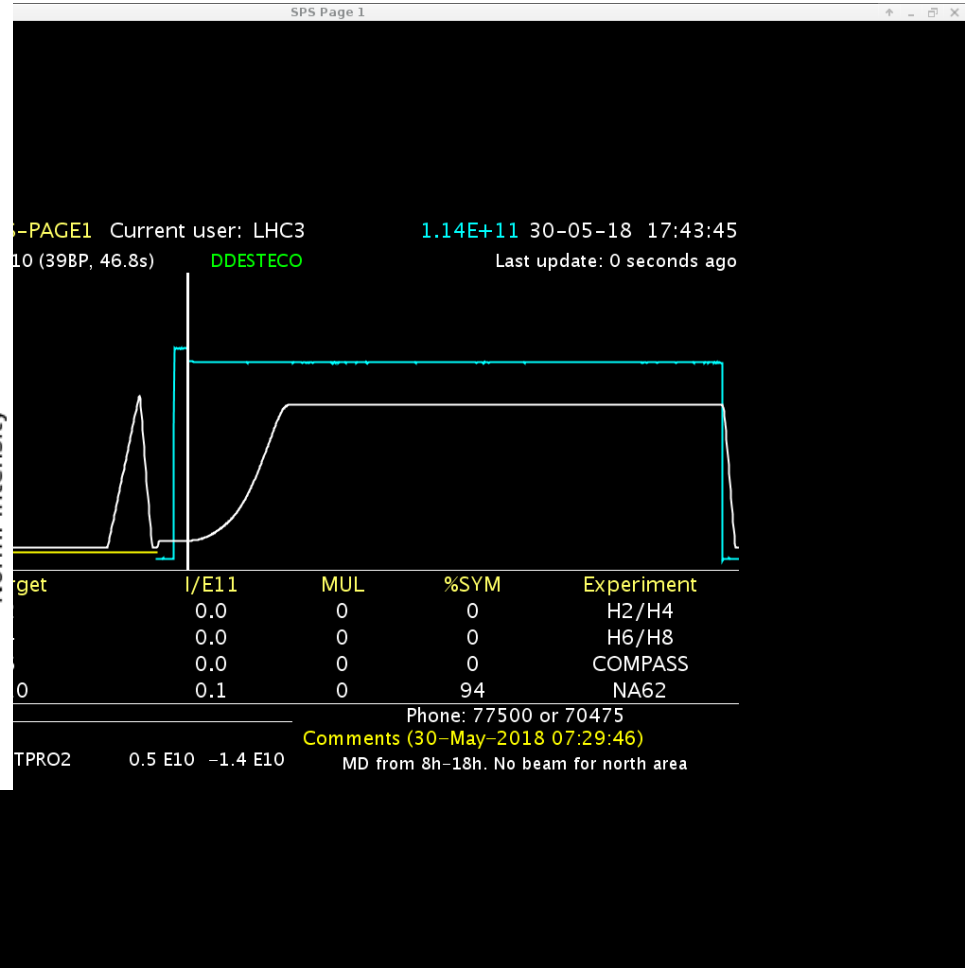 SPS Page 1
-PAGE1 Current user: LHC3 1.14E+11 30-05-18 17:43:45
10 (39BP, 46.8s) DDESTECO Last update: 0 seconds ago
get I/E11 MUL %SYM Experiment
0.0 0 0 H2/H4
0.0 0 0 H6/H8
0.0 0 0 COMPASS
0 0.1 0 94 NA62
Phone: 77500 or 70475
Comments (30-May-2018 07:29:46)
TPRO2 0.5 E10 -1.4 E10 MD from 8h-18h. No beam for north area